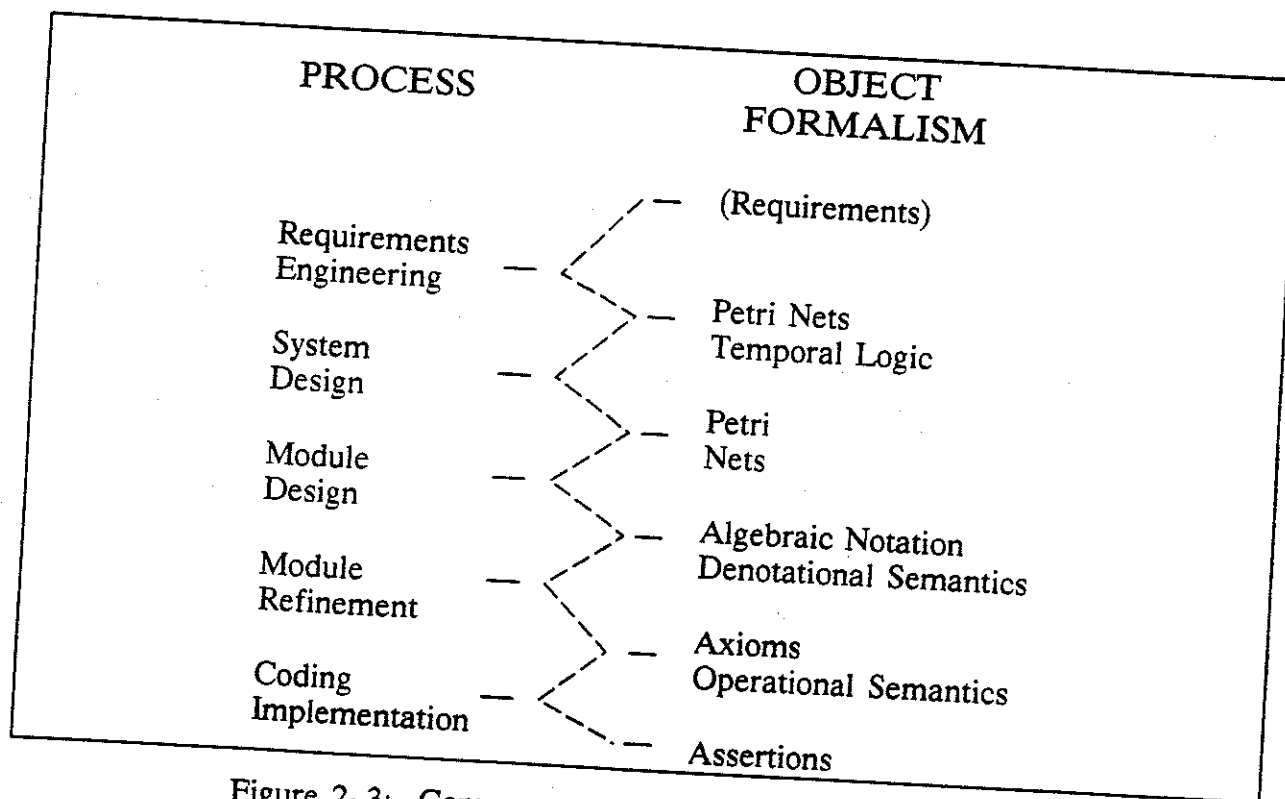 PROCESS
OBJECT
FORMALISM
(Requirements)
Requirements
Engineering
Petri Nets
Temporal Logic
System
Design
Petri
Nets
Module
Design
Algebraic Notation
Denotational Semantics
Module
Refinement
Axioms
Operational Semantics
Coding
Implementation
Assertions
Figure 2-3: